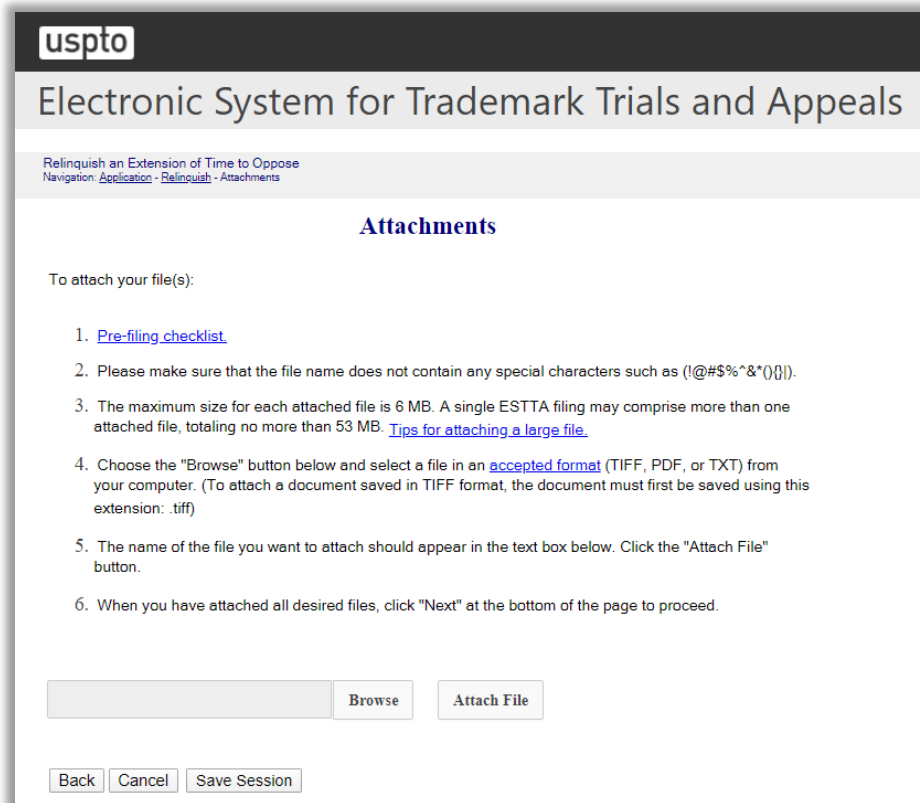 uspto
Electronic System for Trademark Trials and Appeals
Relinquish an Extension of Time to Oppose
Navigation: Application - Relinquish - Attachments
Attachments
To attach your file(s):
1. Pre-filing checklist.
2. Please make sure that the file name does not contain any special characters such as (!@#$%^&*(){}|).
3. The maximum size for each attached file is 6 MB. A single ESTTA filing may comprise more than one
attached file, totaling no more than 53 MB. Tips for attaching a large file.
4. Choose the "Browse" button below and select a file in an accepted format (TIFF, PDF, or TXT) from
your computer. (To attach a document saved in TIFF format, the document must first be saved using this
extension: .tiff)
5. The name of the file you want to attach should appear in the text box below. Click the "Attach File"
button.
6. When you have attached all desired files, click "Next" at the bottom of the page to proceed.
Browse Attach File
Back Cancel Save Session